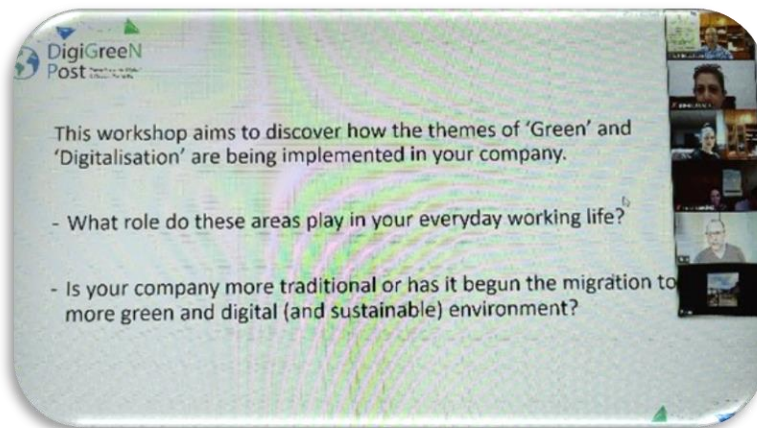 DigiGreeN
Post
This workshop aims to discover how the themes of ‘Green’ and
‘Digitalisation’ are being implemented in your company.
- What role do these areas play in your everyday working life?
- Is your company more traditional or has it begun the migration to
more green and digital (and sustainable) environment?